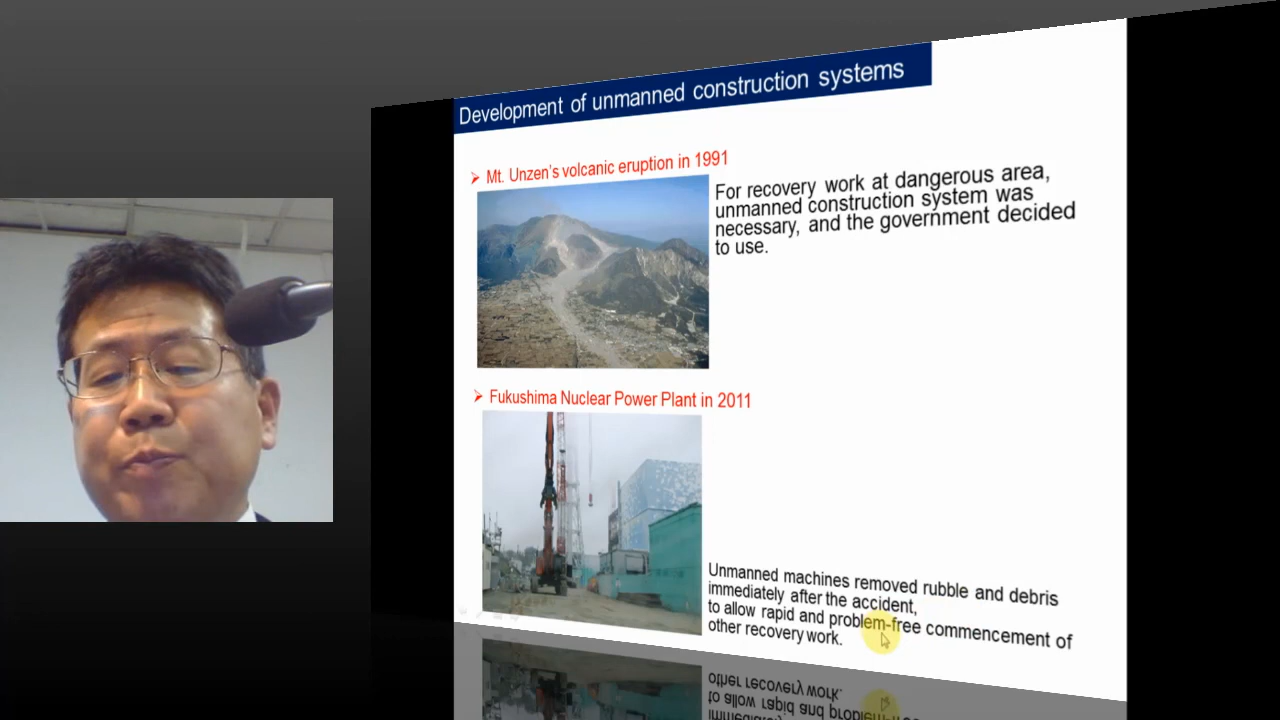 Development of unmanned construction systems
Mt. Unzen's volcanic eruption in 1991
For recovery work at dangerous area,
unmanned construction system was
necessary, and the government decided
to use.
Fukushima Nuclear Power Plant in 2011
Unmanned machines removed rubble and debris
immediately after the accident,
to allow rapid and problem-free commencement of
other recovery work.